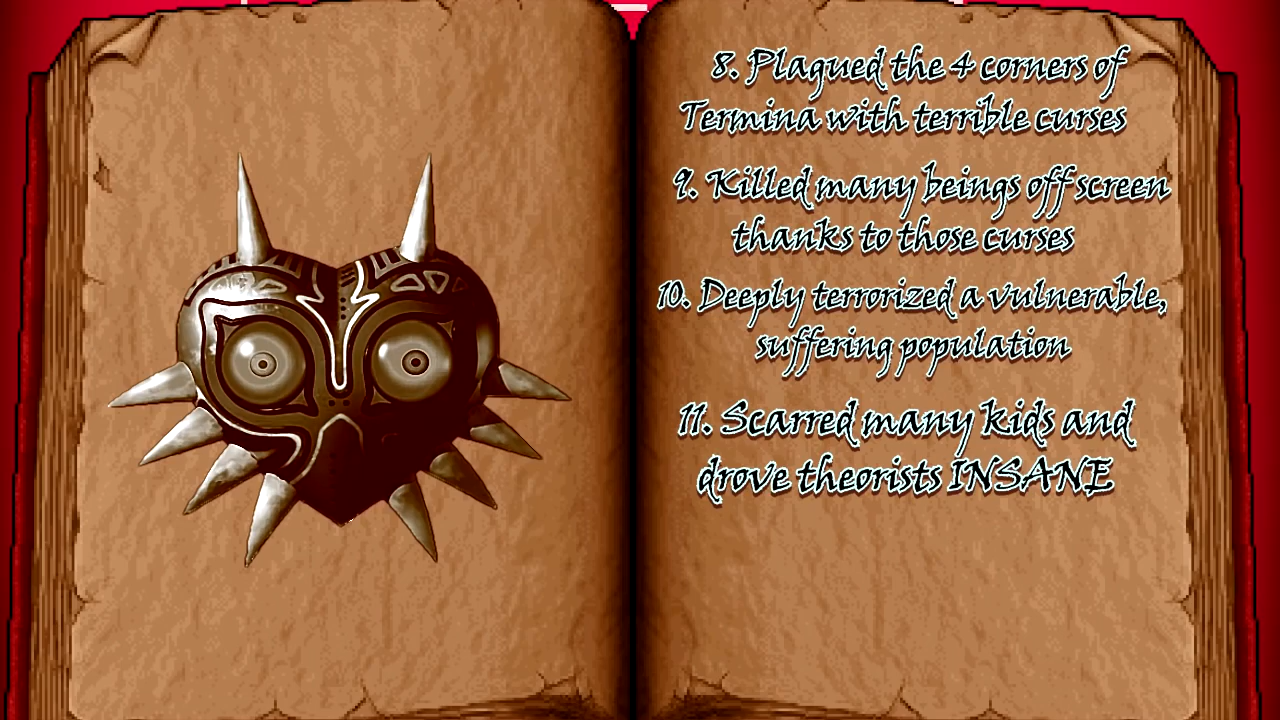 8. Plagued the 4 corners of
Termina with terrible curses
9. Killed many beings off screen
thanks to those curses
10. Deeply terrorized a vulnerable,
suffering population
11. Scarred many kids and
drove theorists INSANE